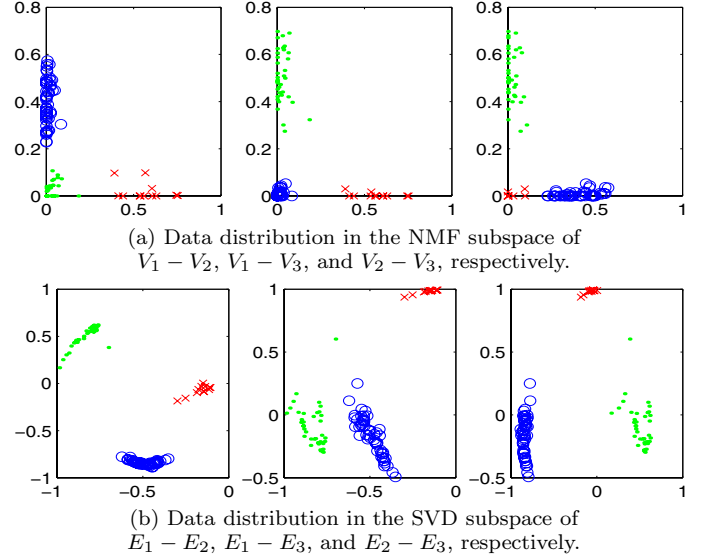 0.8
0.6
0.4
0.2
0
0 0.5 1
0.8
0.6
0.4
0.2
0
0 0.5 1
0.8
0.6
0.4
0.2
0
0 0.5 1
(a) Data distribution in the NMF subspace of
V1 − V2, V1 − V3, and V2 − V3, respectively.
1
0.5
0
−0.5
−1
−1 −0.5 0
1
0.5
0
−0.5
−1 −0.5 0
1
0.5
0
−0.5
−1 0 1
(b) Data distribution in the SVD subspace of
E1 − E2, E1 − E3, and E2 − E3, respectively.